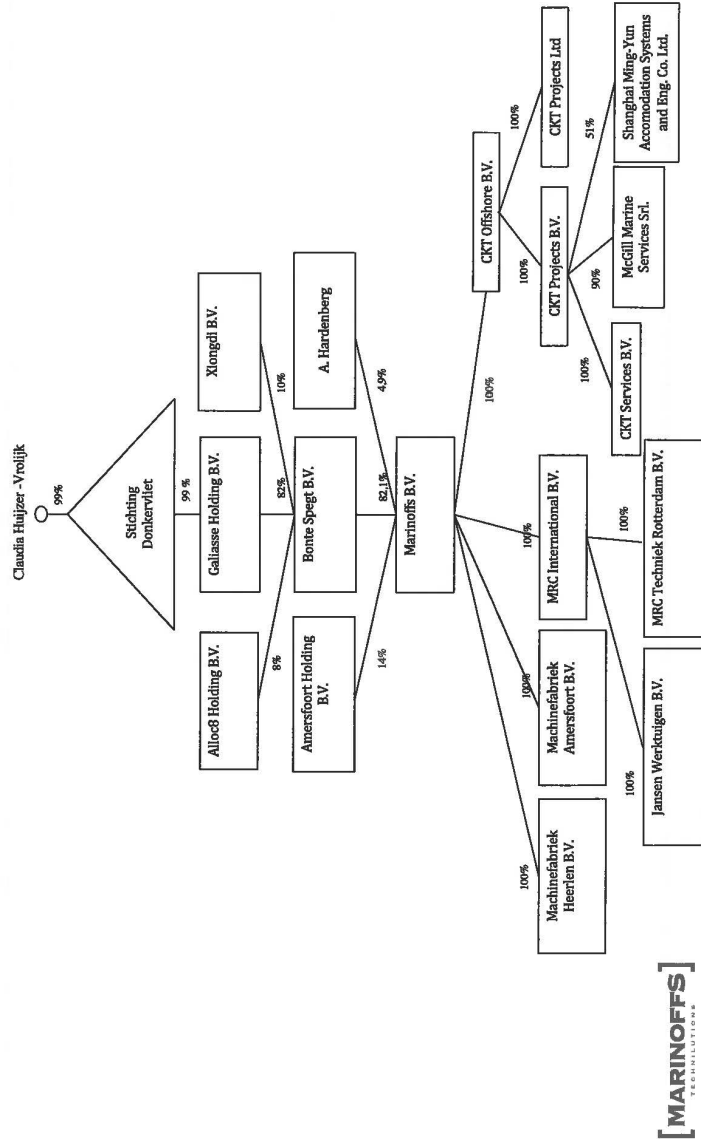 Claudia Huijzer -Vrolijk
99%
Stichting
Donkervliet
99 %
Alloc8 Holding B.V.
Galiasse Holding B.V.
Xiongdi B.V.
8%
82%
10%
Amersfoort Holding
B.V.
Bonte Spegt B.V.
A. Hardenberg
14%
82,1%
4,9%
Marinoffs B.V.
100%
100%
100%
100%
Machinefabriek
Heerlen B.V.
Machinefabriek
Amersfoort B.V.
MRC International B.V.
CKT Offshore B.V.
100%
100%
CKT Projects B.V.
CKT Projects Ltd
100%
100%
Jansen Werktuigen B.V.
MRC Techniek Rotterdam B.V.
100%
90%
51%
CKT Services B.V.
McGill Marine
Services Srl.
Shanghai Ming-Yun
Accomodation Systems
and Eng. Co. Ltd.
[MARINOFFS]
TECHNILUTIONS